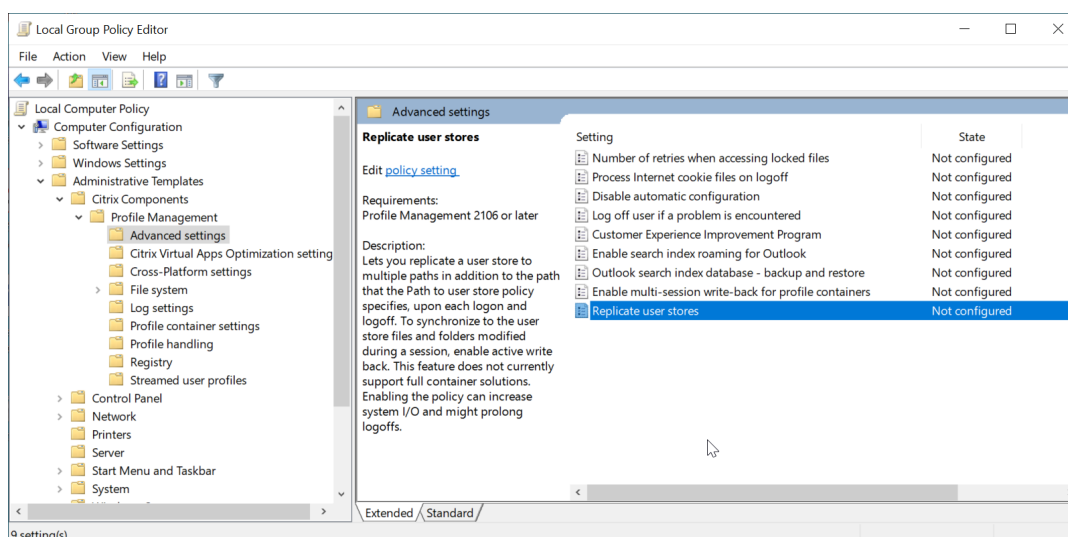 Local Group Policy Editor
File Action View Help
Local Computer Policy
Computer Configuration
Software Settings
Windows Settings
Administrative Templates
Citrix Components
Profile Management
Advanced settings
Citrix Virtual Apps Optimization setting
Cross-Platform settings
File system
Log settings
Profile container settings
Profile handling
Registry
Streamed user profiles
Control Panel
Network
Printers
Server
Start Menu and Taskbar
System
Advanced settings
Replicate user stores
Edit policy setting
Requirements:
Profile Management 2106 or later
Description:
Lets you replicate a user store to
multiple paths in addition to the path
that the Path to user store policy
specifies, upon each logon and
logoff. To synchronize to the user
store files and folders modified
during a session, enable active write
back. This feature does not currently
support full container solutions.
Enabling the policy can increase
system I/O and might prolong
logoffs.
Setting State
Number of retries when accessing locked files Not configured
Process Internet cookie files on logoff Not configured
Disable automatic configuration Not configured
Log off user if a problem is encountered Not configured
Customer Experience Improvement Program Not configured
Enable search index roaming for Outlook Not configured
Outlook search index database - backup and restore Not configured
Enable multi-session write-back for profile containers Not configured
Replicate user stores Not configured
Extended Standard
9 setting(s)